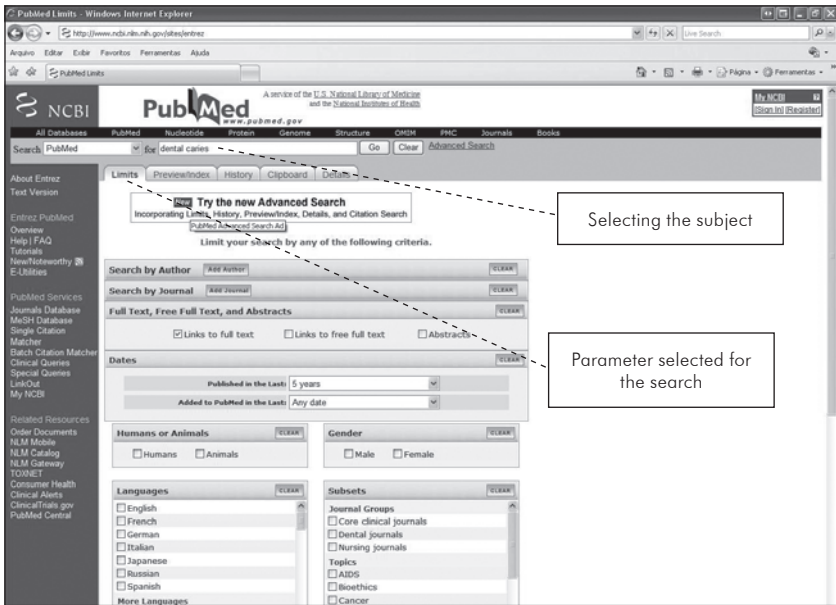 PubMed Limits - Windows Internet Explorer
http://www.ncbi.nlm.nih.gov/sites/entrez
Live Search
Arquivo Editar Exibir Favoritos Ferramentas Ajuda
PubMed Limits
Página Ferramentas
NCBI
PubMed
www.pubmed.gov
A service of the U.S. National Library of Medicine
and the National Institutes of Health
My NCBI
[Sign In] [Register]
All Databases PubMed Nucleotide Protein Genome Structure OMIM PMC Journals Books
Search PubMed for dental caries Go Clear Advanced Search
Limits Preview/Index History Clipboard Details
About Entrez
Text Version
Entrez PubMed
Overview
Help | FAQ
Tutorials
New/Noteworthy
E-Utilities
PubMed Services
Journals Database
MeSH Database
Single Citation
Matcher
Batch Citation Matcher
Clinical Queries
Special Queries
LinkOut
My NCBI
Related Resources
Order Documents
NLM Mobile
NLM Catalog
NLM Gateway
TOXNET
Consumer Health
Clinical Alerts
ClinicalTrials.gov
PubMed Central
New Try the new Advanced Search
Incorporating Limits, History, Preview/Index, Details, and Citation Search
PubMed Advanced Search Ad
Limit your search by any of the following criteria.
Search by Author Add Author CLEAR
Search by Journal Add Journal CLEAR
Full Text, Free Full Text, and Abstracts CLEAR
Links to full text Links to free full text Abstracts
Dates CLEAR
Published in the Last: 5 years
Added to PubMed in the Last: Any date
Humans or Animals CLEAR
Humans Animals
Gender CLEAR
Male Female
Languages CLEAR
English
French
German
Italian
Japanese
Russian
Spanish
More Languages
Subsets CLEAR
Journal Groups
Core clinical journals
Dental journals
Nursing journals
Topics
AIDS
Bioethics
Cancer
Selecting the subject
Parameter selected for
the search